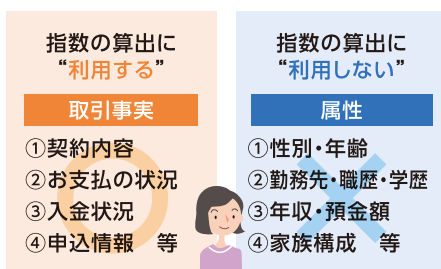 指数の算出に
“利用する”
取引事実
①契約内容
②お支払の状況
③入金状況
④申込情報　等
指数の算出に
“利用しない”
属性
①性別・年齢
②勤務先・職歴・学歴
③年収・預金額
④家族構成　等